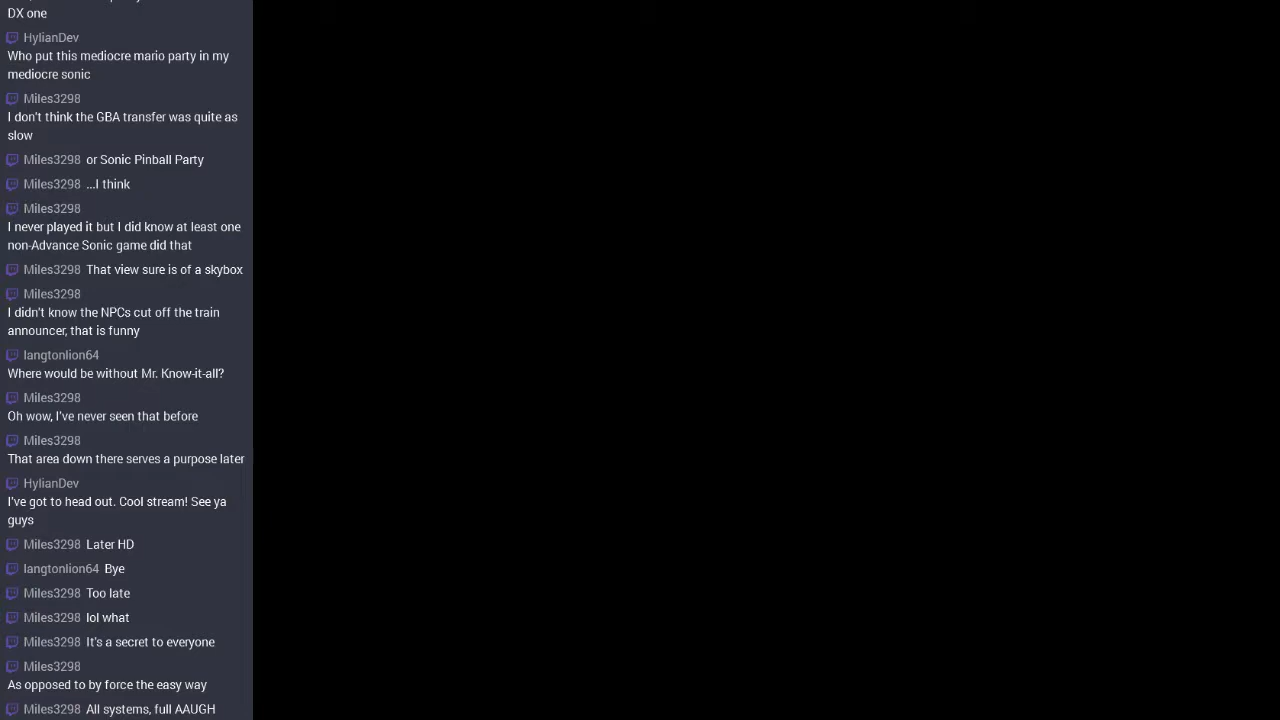 DX one
HylianDev
Who put this mediocre mario party in my
mediocre sonic
Miles3298
I don't think the GBA transfer was quite as
slow
Miles3298 or Sonic Pinball Party
Miles3298 ...I think
Miles3298
I never played it but I did know at least one
non-Advance Sonic game did that
Miles3298 That view sure is of a skybox
Miles3298
I didn't know the NPCs cut off the train
announcer, that is funny
langtonlion64
Where would be without Mr. Know-it-all?
Miles3298
Oh wow, I've never seen that before
Miles3298
That area down there serves a purpose later
HylianDev
I've got to head out. Cool stream! See ya
guys
Miles3298 Later HD
langtonlion64 Bye
Miles3298 Too late
Miles3298 lol what
Miles3298 It's a secret to everyone
Miles3298
As opposed to by force the easy way
Miles3298 All systems, full AAUGH